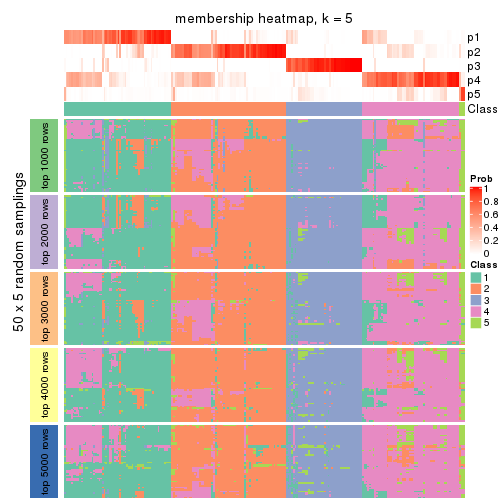 membership heatmap, k = 5
p1
p2
p3
p4
p5
Class
50 x 5 random samplings
top 1000 rows
top 2000 rows
top 3000 rows
top 4000 rows
top 5000 rows
Prob
1
0.8
0.6
0.4
0.2
0
Class
1
2
3
4
5